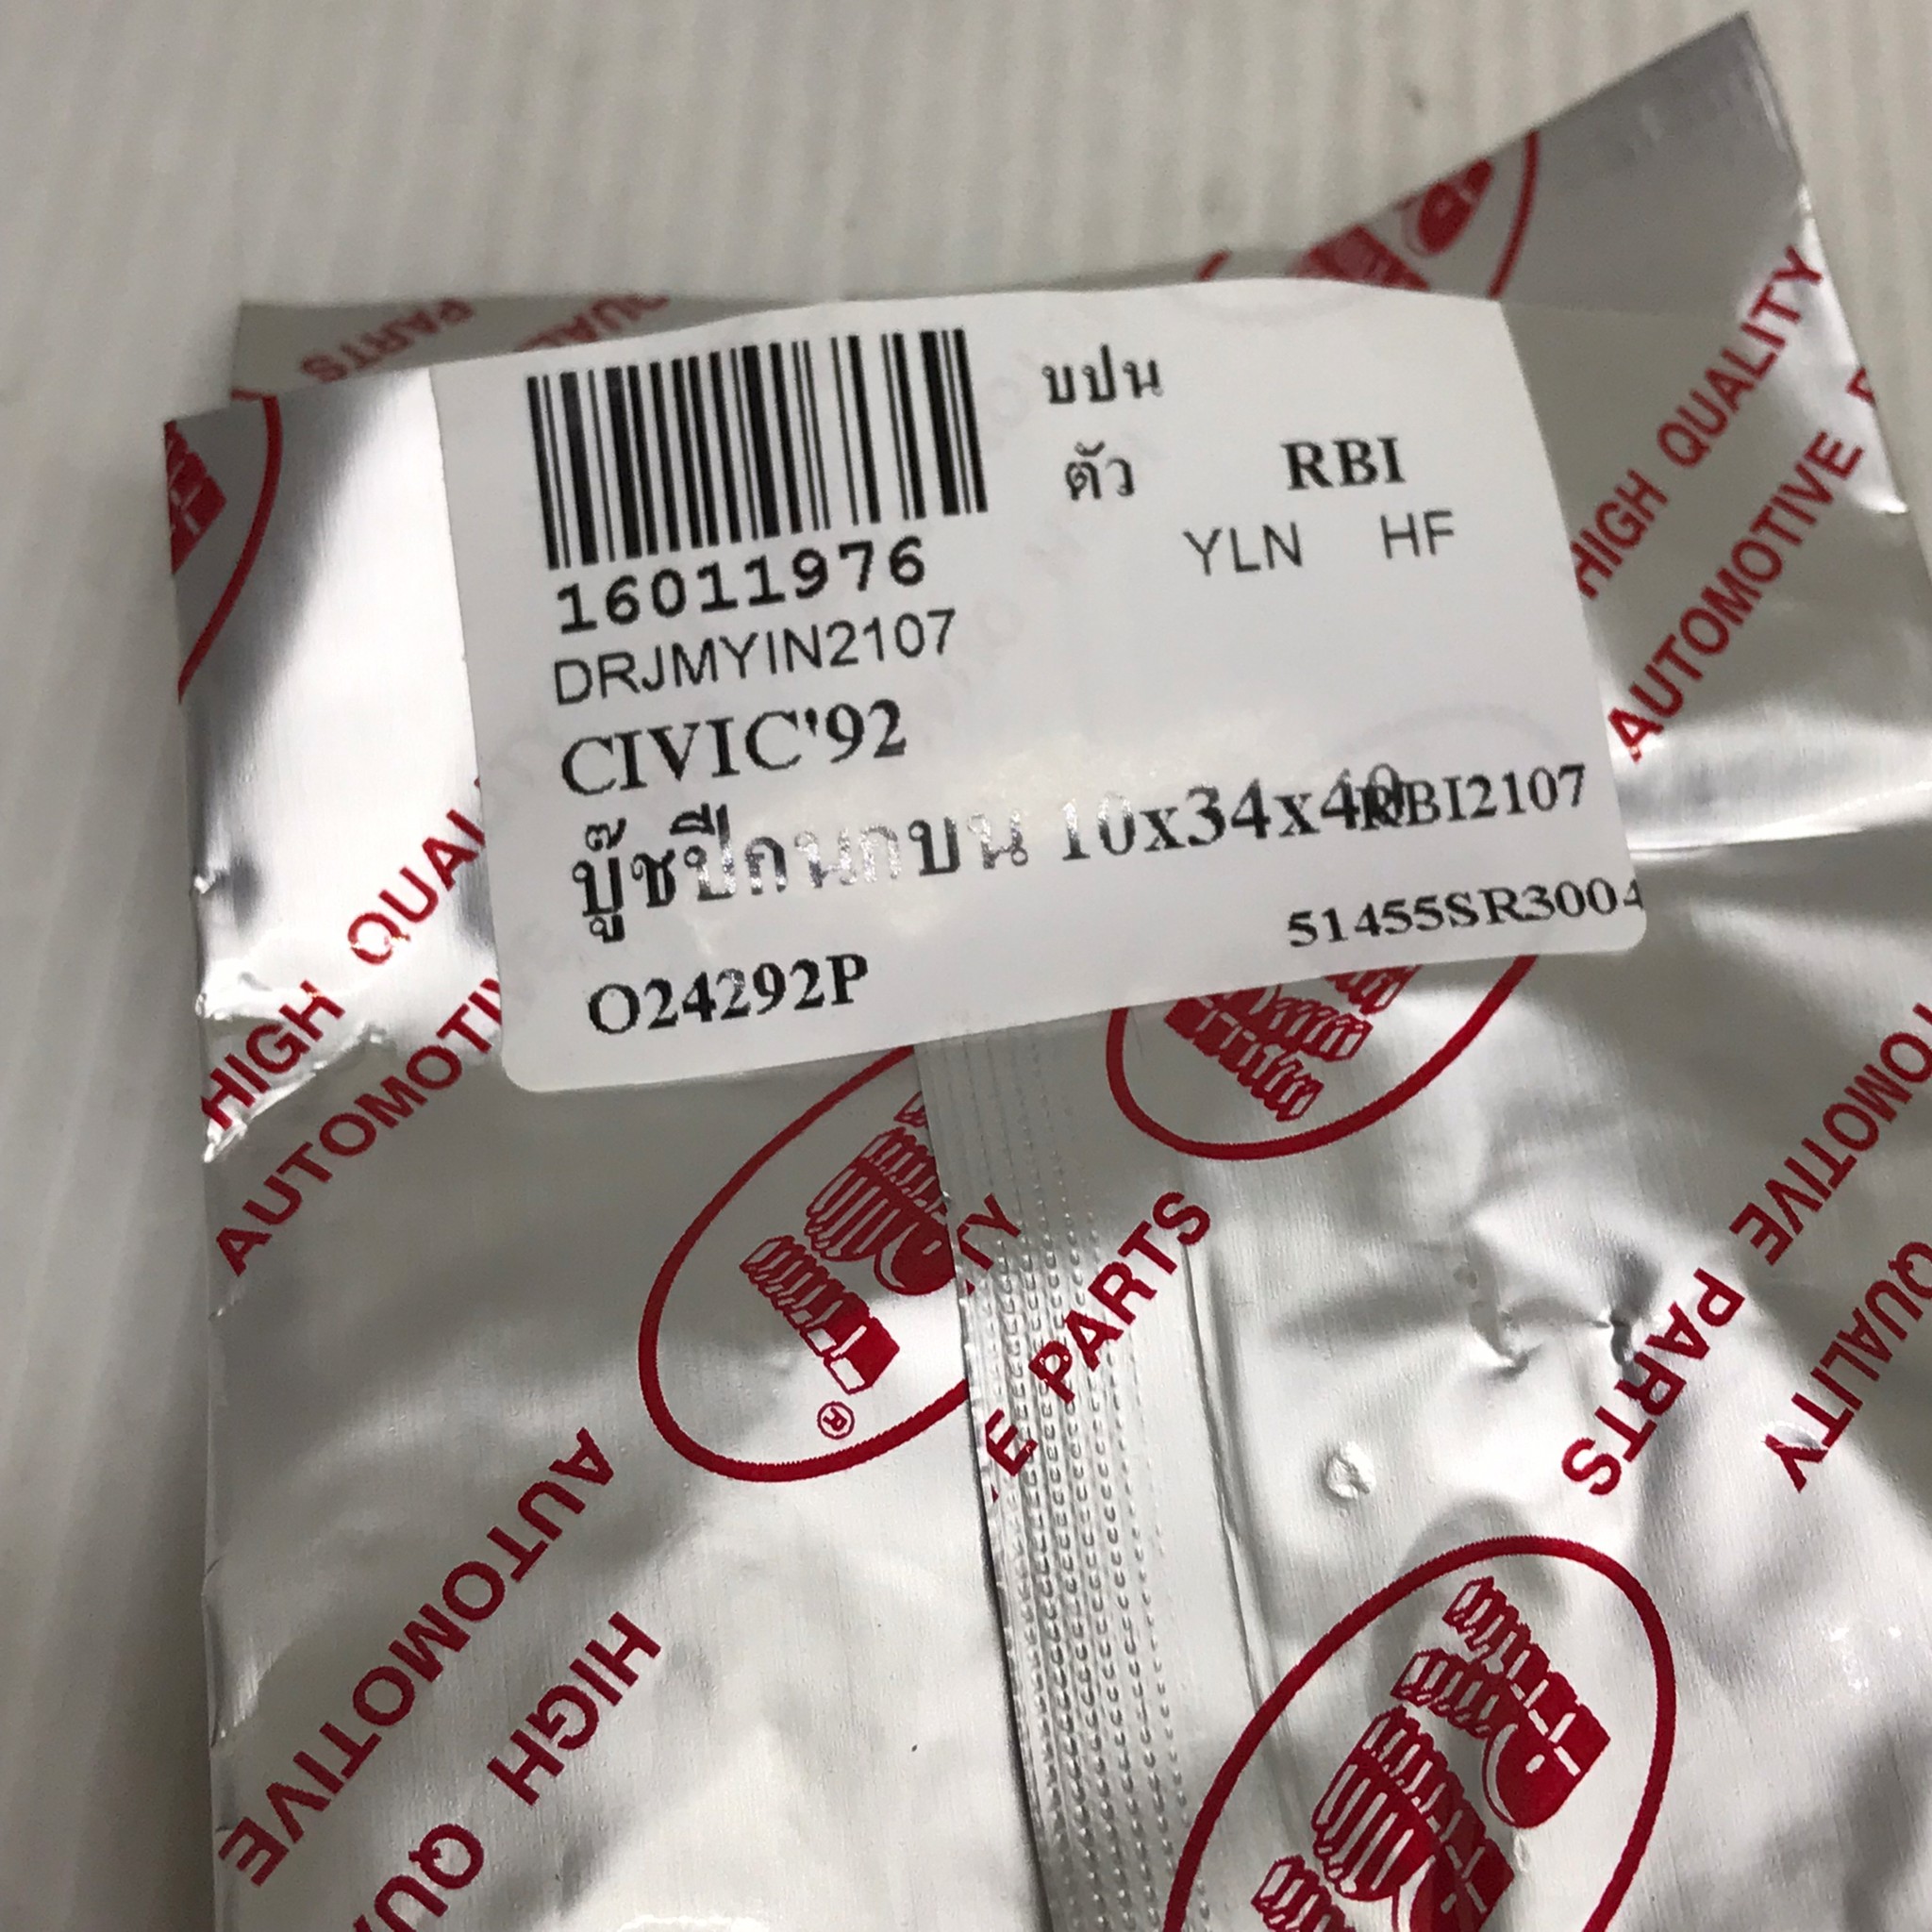 บปน
ตัว RBI
YLN HF
16011976
DRJMYIN2107
CIVIC'92
บู๊ชปีกนกบน 10x34x40 RBI2107
51455SR3004
O24292P
PARTS
HIGH QUALITY
AUTOMOTIVE
HIGH
AUTOMOTIVE
PARTS
®
AUTOMOTIVE
HIGH
PARTS
QUALITY